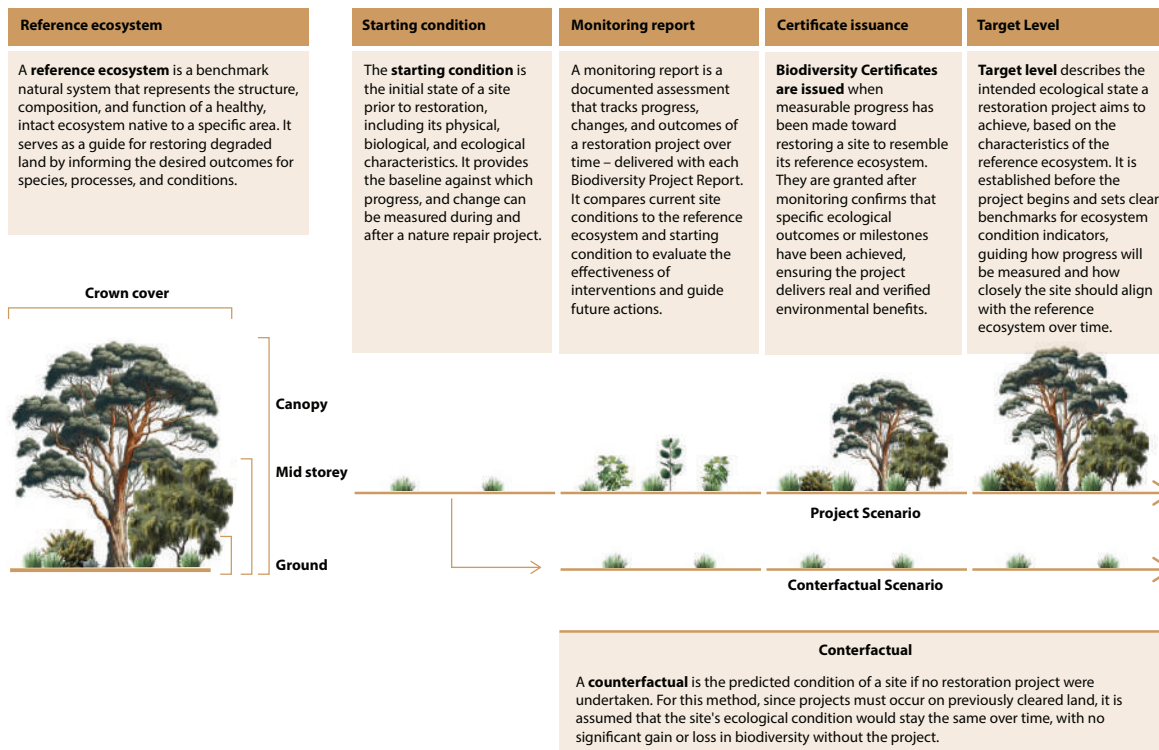 Reference ecosystem
A reference ecosystem is a benchmark
natural system that represents the structure,
composition, and function of a healthy,
intact ecosystem native to a specific area. It
serves as a guide for restoring degraded
land by informing the desired outcomes for
species, processes, and conditions.
Starting condition
The starting condition is
the initial state of a site
prior to restoration,
including its physical,
biological, and ecological
characteristics. It provides
the baseline against which
progress, and change can
be measured during and
after a nature repair project.
Monitoring report
A monitoring report is a
documented assessment
that tracks progress,
changes, and outcomes of
a restoration project over
time – delivered with each
Biodiversity Project Report.
It compares current site
conditions to the reference
ecosystem and starting
condition to evaluate the
effectiveness of
interventions and guide
future actions.
Certificate issuance
Biodiversity Certificates
are issued when
measurable progress has
been made toward
restoring a site to resemble
its reference ecosystem.
They are granted after
monitoring confirms that
specific ecological
outcomes or milestones
have been achieved,
ensuring the project
delivers real and verified
environmental benefits.
Target Level
Target level describes the
intended ecological state a
restoration project aims to
achieve, based on the
characteristics of the
reference ecosystem. It is
established before the
project begins and sets clear
benchmarks for ecosystem
condition indicators,
guiding how progress will
be measured and how
closely the site should align
with the reference
ecosystem over time.
Crown cover
Canopy
Mid storey
Ground
Project Scenario
Conterfactual Scenario
Conterfactual
A counterfactual is the predicted condition of a site if no restoration project were
undertaken. For this method, since projects must occur on previously cleared land, it is
assumed that the site's ecological condition would stay the same over time, with no
significant gain or loss in biodiversity without the project.